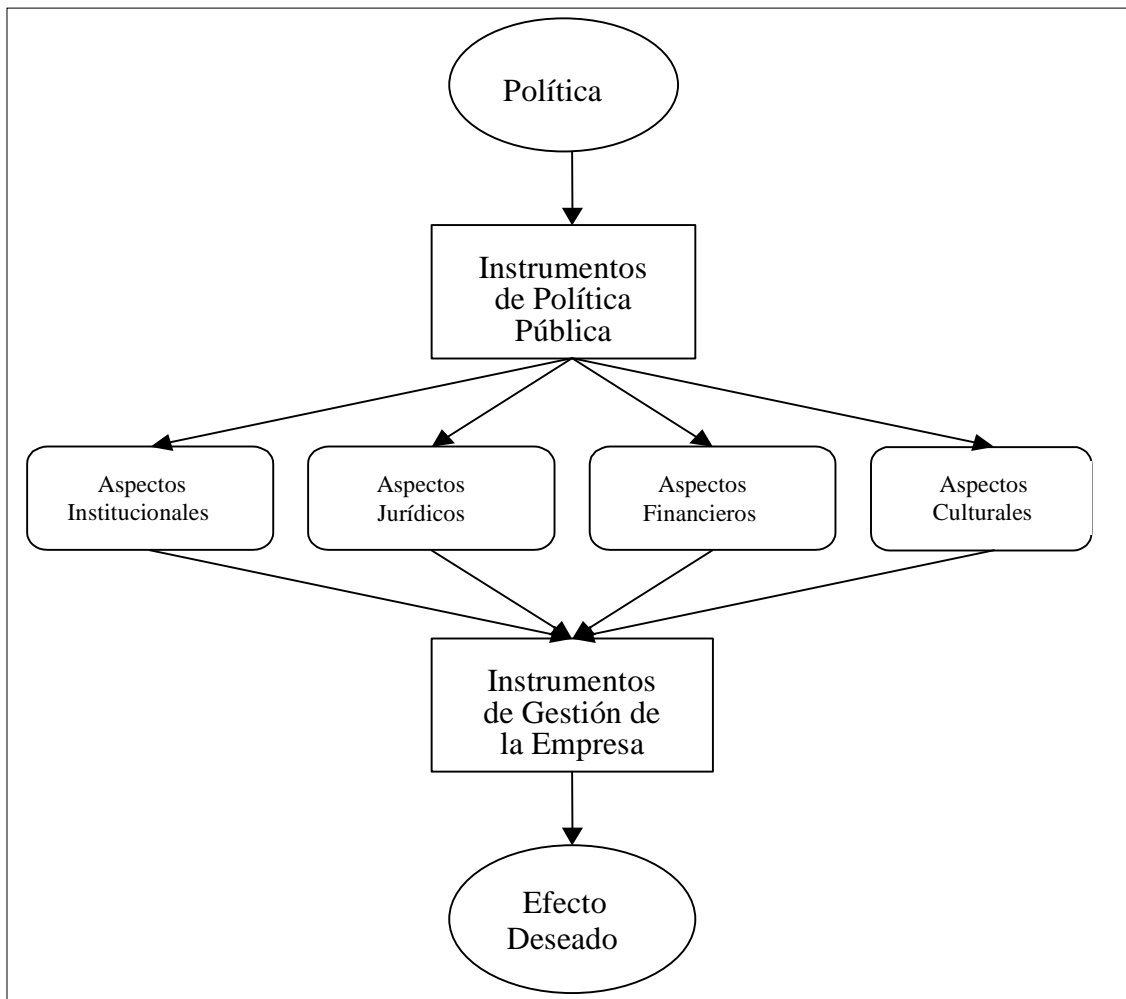 Política
Instrumentos
de Política
Pública
Aspectos
Institucionales
Aspectos
Jurídicos
Aspectos
Financieros
Aspectos
Culturales
Instrumentos
de Gestión de
la Empresa
Efecto
Deseado